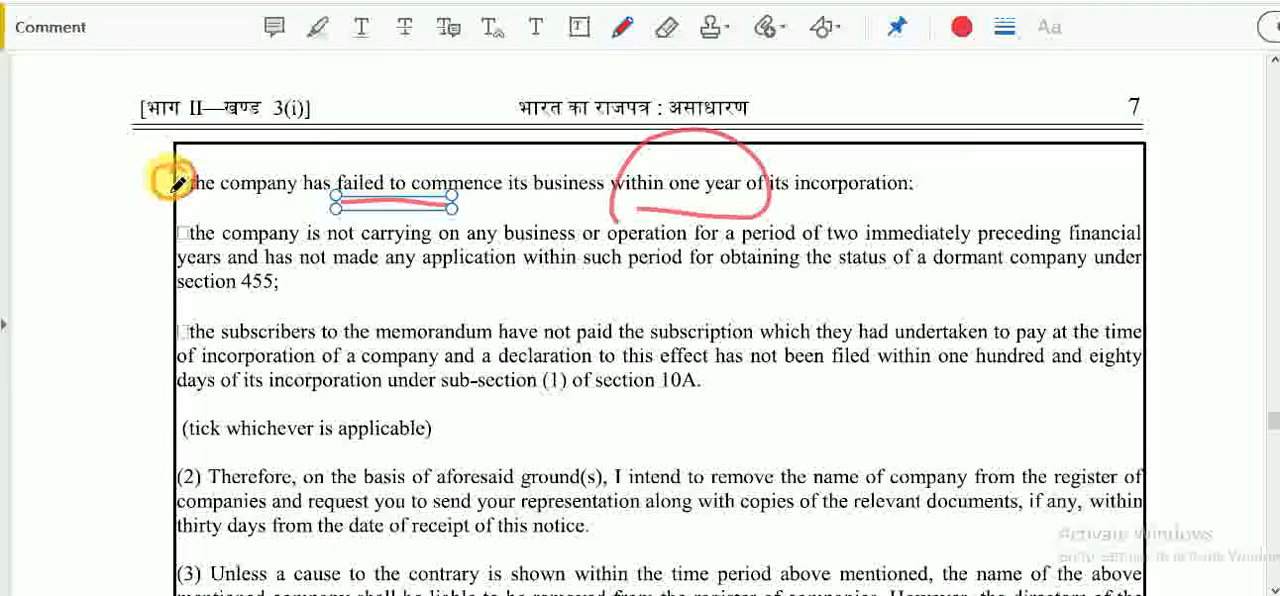 Comment
Aa
[भाग II—खण्ड 3(i)] भारत का राजपत्र : असाधारण 7
the company has failed to commence its business within one year of its incorporation;
the company is not carrying on any business or operation for a period of two immediately preceding financial
years and has not made any application within such period for obtaining the status of a dormant company under
section 455;
the subscribers to the memorandum have not paid the subscription which they had undertaken to pay at the time
of incorporation of a company and a declaration to this effect has not been filed within one hundred and eighty
days of its incorporation under sub-section (1) of section 10A.
(tick whichever is applicable)
(2) Therefore, on the basis of aforesaid ground(s), I intend to remove the name of company from the register of
companies and request you to send your representation along with copies of the relevant documents, if any, within
thirty days from the date of receipt of this notice.
Activate Windows
(3) Unless a cause to the contrary is shown within the time period above mentioned, the name of the above